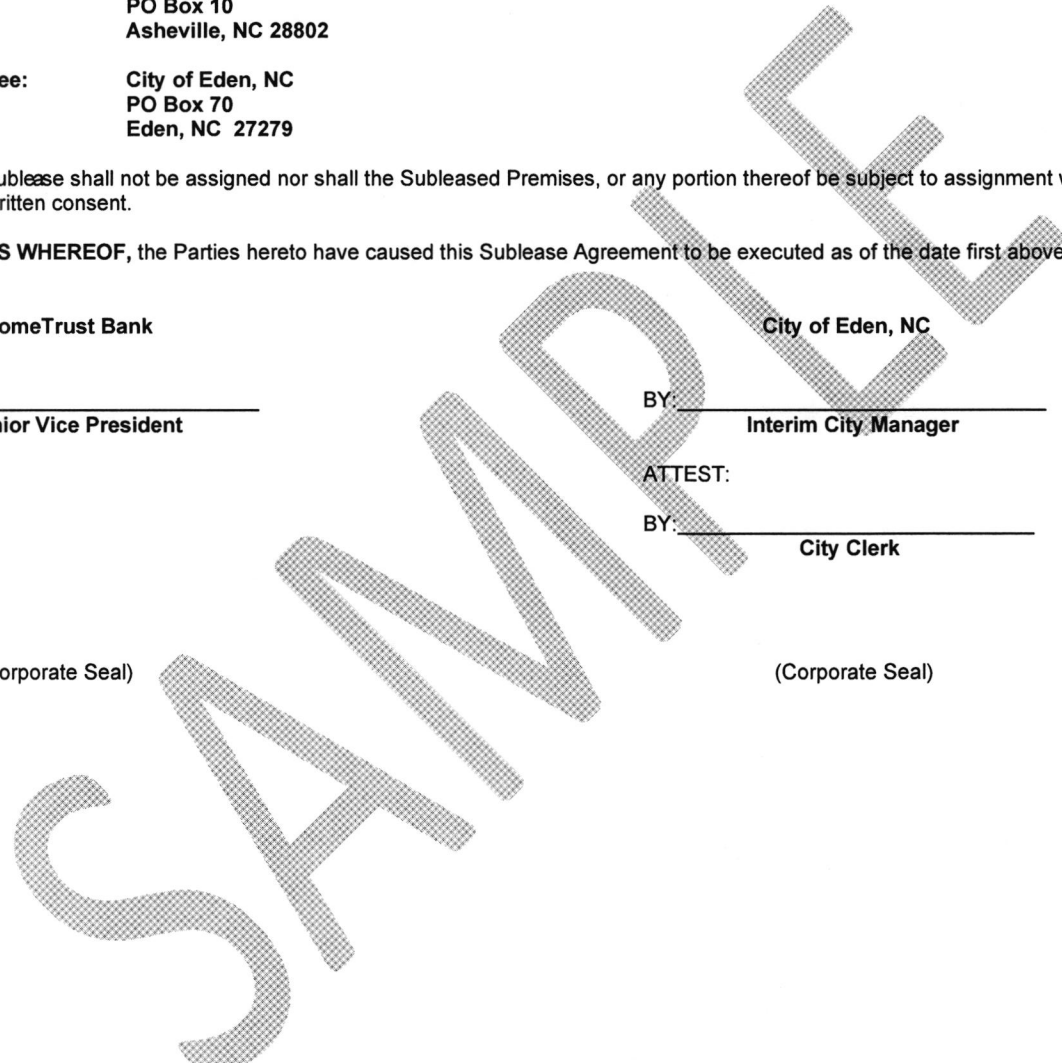 PO Box 10
Asheville, NC 28802
ee: City of Eden, NC
PO Box 70
Eden, NC 27279
ublease shall not be assigned nor shall the Subleased Premises, or any portion thereof be subject to assignment
ritten consent.
S WHEREOF, the Parties hereto have caused this Sublease Agreement to be executed as of the date first above
omeTrust Bank City of Eden, NC
BY:
nior Vice President Interim City Manager
ATTEST:
BY:
City Clerk
orporate Seal) (Corporate Seal)
SAMPLE